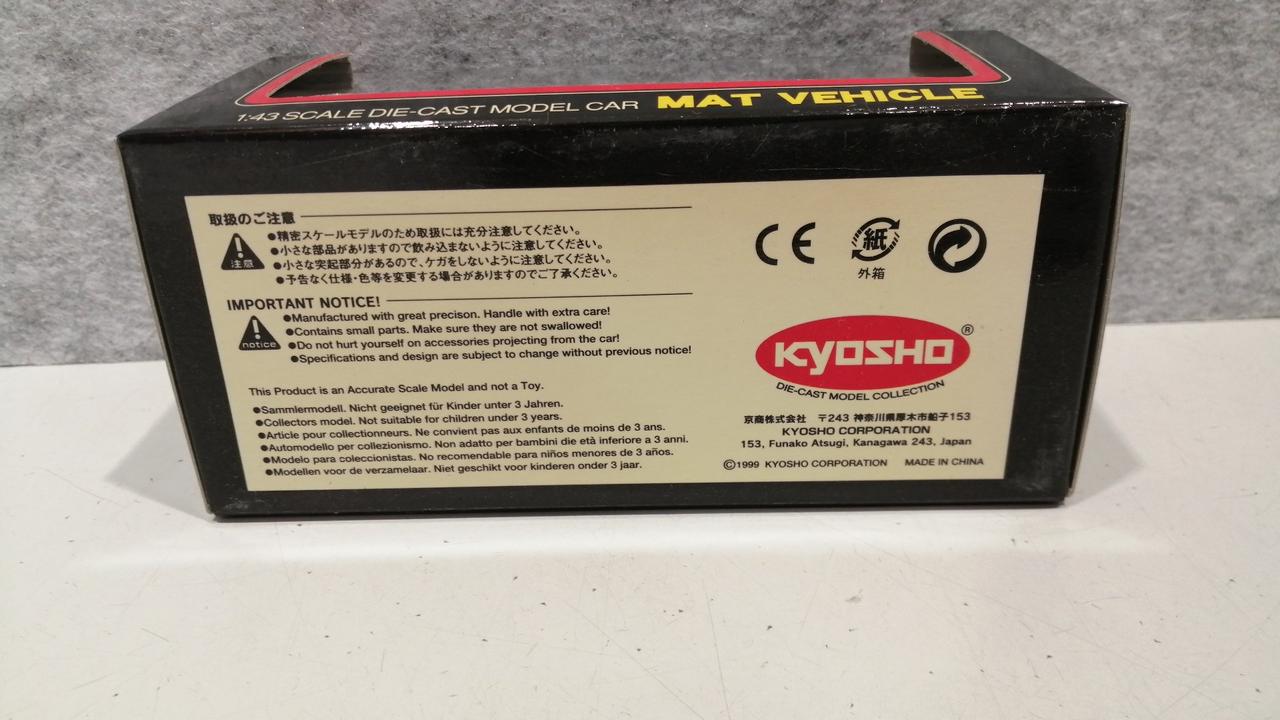 1:43 SCALE DIE-CAST MODEL CAR MAT VEHICLE
取扱のご注意
注意
●精密スケールモデルのため取扱には充分注意してください。
●小さな部品がありますので飲み込まないように注意してください。
●小さな突起部分があるので、ケガをしないように注意してください。
●予告なく仕様・色等を変更する場合がありますのでご了承ください。
IMPORTANT NOTICE!
notice
●Manufactured with great precison. Handle with extra care!
●Contains small parts. Make sure they are not swallowed!
●Do not hurt yourself on accessories projecting from the car!
●Specifications and design are subject to change without previous notice!
This Product is an Accurate Scale Model and not a Toy.
●Sammlermodell. Nicht geeignet für Kinder unter 3 Jahren.
●Collectors model. Not suitable for children under 3 years.
●Article pour collectionneurs. Ne convient pas aux enfants de moins de 3 ans.
●Automodello per collezionismo. Non adatto per bambini die età inferiore a 3 anni.
●Modelo para coleccionistas. No recomendable para niños menores de 3 años.
●Modellen voor de verzamelaar. Niet geschikt voor kinderen onder 3 jaar.
CE
紙
外箱
KYOSHO ®
DIE-CAST MODEL COLLECTION
京商株式会社 〒243 神奈川県厚木市船子153
KYOSHO CORPORATION
153, Funako Atsugi, Kanagawa 243, Japan
©1999 KYOSHO CORPORATION MADE IN CHINA